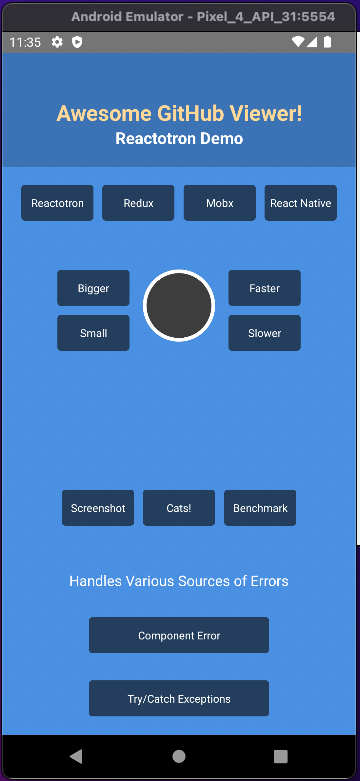 Android Emulator - Pixel_4_API_31:5554
11:35
Awesome GitHub Viewer!
Reactotron Demo
Reactotron Redux Mobx React Native
Bigger Faster
Small Slower
Screenshot Cats! Benchmark
Handles Various Sources of Errors
Component Error
Try/Catch Exceptions